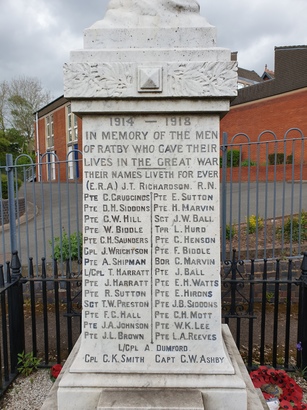 1914 — 1918
IN MEMORY OF THE MEN
OF RATBY WHO GAVE THEIR
LIVES IN THE GREAT WAR
THEIR NAMES LIVETH FOR EVER
(E.R.A) J.T. RICHARDSON. R.N.
PTE C. GRUGGINGS PTE E. SUTTON
PTE D.H. SIDDONS PTE H. MARVIN
PTE G.W. HILL SGT J.W. BALL
PTE W. BIDDLE TPR L. HURD
PTE C.H. SAUNDERS PTE C. HENSON
CPL J. WRIGHTSON PTE F. BIDDLE
PTE A. SHIPMAN BDR C. MARVIN
L/CPL T. HARRATT PTE J. BALL
PTE J. HARRATT PTE E.H. WATTS
PTE R. SUTTON PTE E. HIRDNS
SGT T.W. PRESTON PTE J.B. SIDDONS
PTE F.C. HALL PTE G.H. MOTT
PTE J.A. JOHNSON PTE W.K. LEE
PTE J.L. BROWN PTE L.A. REEVES
L/CPL A DUMFORD.
CPL G.K. SMITH CAPT G.W. ASHBY